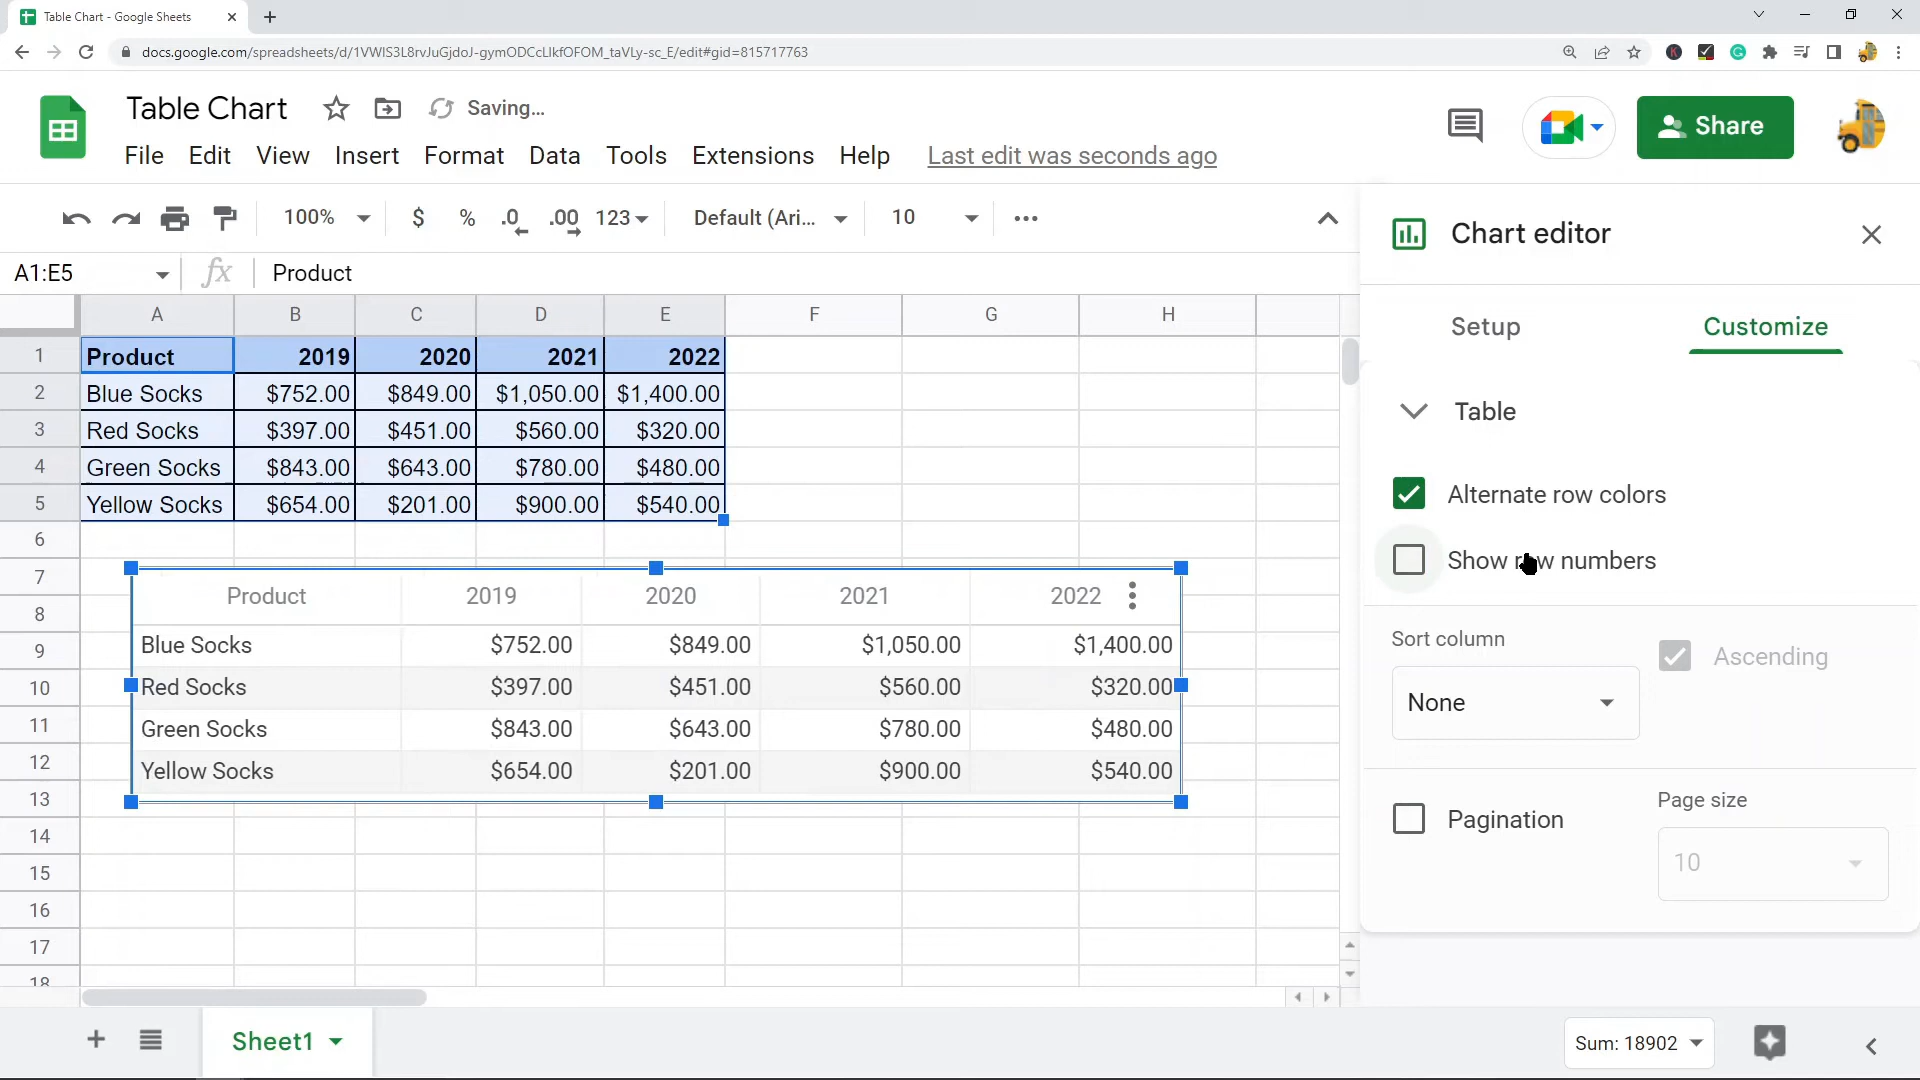 Table Chart - Google Sheets
docs.google.com/spreadsheets/d/1VWIS3L8rvJuGjdoJ-gymODCcLIkfOFOM_taVLy-sc_E/edit#gid=815717763
Table Chart Saving...
File Edit View Insert Format Data Tools Extensions Help Last edit was seconds ago
Share
100% $ % .0 .00 123 Default (Ari... 10
Chart editor
A1:E5 fx Product
Setup Customize
A B C D E F G H
1 Product 2019 2020 2021 2022
2 Blue Socks $752.00 $849.00 $1,050.00 $1,400.00
3 Red Socks $397.00 $451.00 $560.00 $320.00
4 Green Socks $843.00 $643.00 $780.00 $480.00
5 Yellow Socks $654.00 $201.00 $900.00 $540.00
6
7
8
9
10
11
12
13
14
15
16
17
18
Product 2019 2020 2021 2022
Blue Socks $752.00 $849.00 $1,050.00 $1,400.00
Red Socks $397.00 $451.00 $560.00 $320.00
Green Socks $843.00 $643.00 $780.00 $480.00
Yellow Socks $654.00 $201.00 $900.00 $540.00
Table
Alternate row colors
Show row numbers
Sort column
Ascending
None
Page size
Pagination
10
Sheet1
Sum: 18902